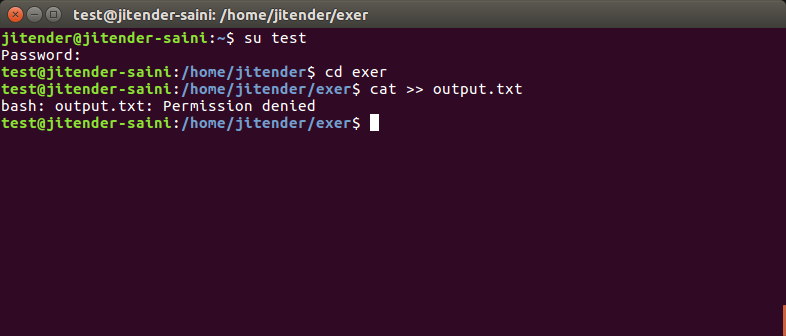 test@jitender-saini: /home/jitender/exer
jitender@jitender-saini:~$ su test
Password:
test@jitender-saini:/home/jitender$ cd exer
test@jitender-saini:/home/jitender/exer$ cat >> output.txt
bash: output.txt: Permission denied
test@jitender-saini:/home/jitender/exer$